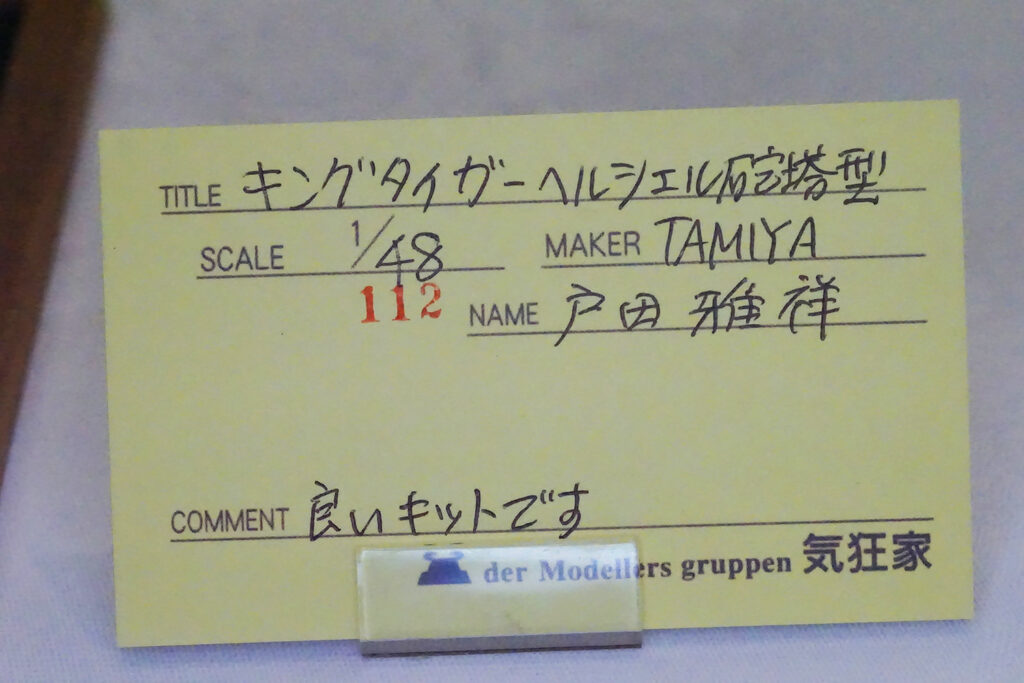 TITLE キングタイガーヘルシェル砲塔型
SCALE 1/48 MAKER TAMIYA
112 NAME 戸田 雅祥
COMMENT 良いキットです
der Modellers gruppen 気狂家